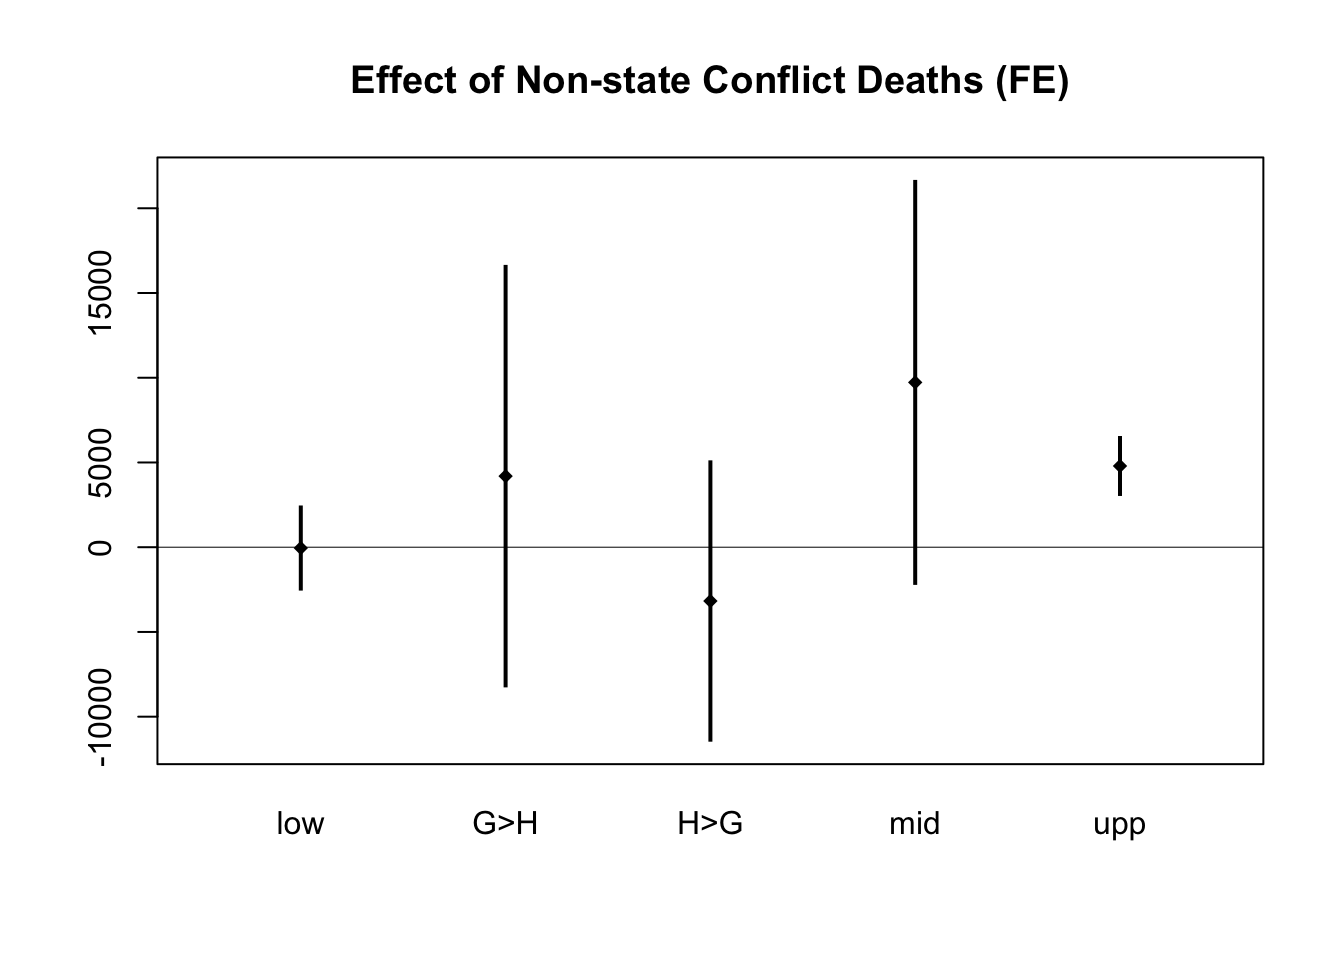 Effect of Non-state Conflict Deaths (FE)
15000
5000
0
-10000
low G>H H>G mid upp